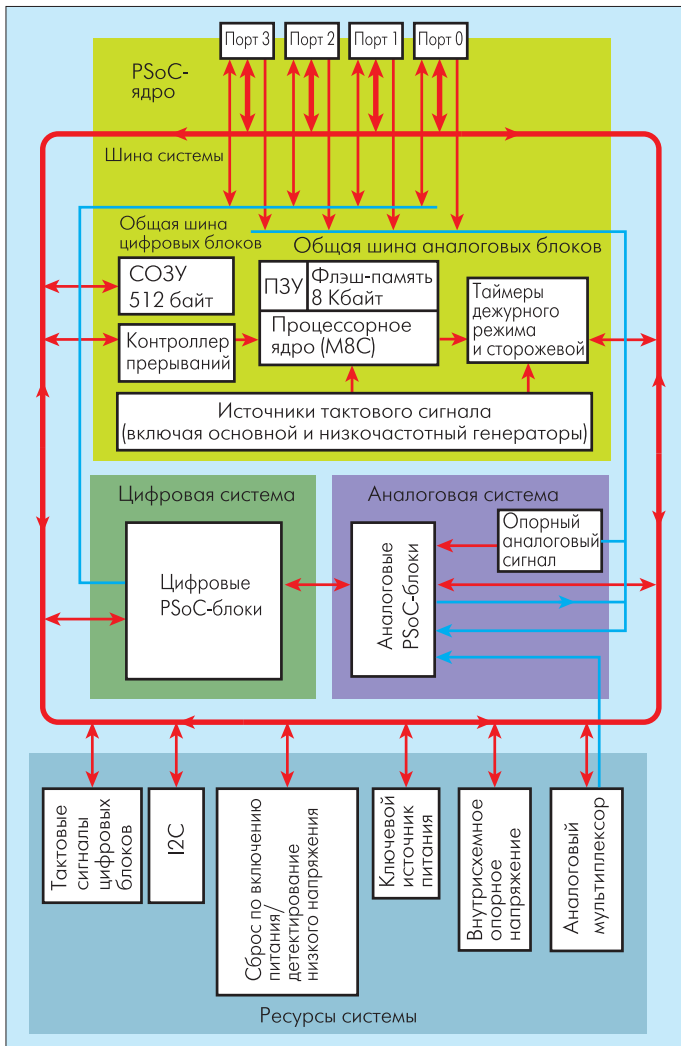 Порт 3
Порт 2
Порт 1
Порт 0
PSoC-
ядро
Шина системы
Общая шина
цифровых блоков
Общая шина аналоговых блоков
СОЗУ
512 байт
ПЗУ
Флэш-память
8 Кбайт
Процессорное
ядро (M8C)
Таймеры
дежурного
режима
и сторожевой
Контроллер
прерываний
Источники тактового сигнала
(включая основной и низкочастотный генераторы)
Цифровая система
Аналоговая система
Цифровые
PSoC-блоки
Аналоговые
PSoC-блоки
Опорный
аналоговый
сигнал
Тактовые
сигналы
цифровых
блоков
I2C
Сброс по включению
питания/
детектирование
низкого напряжения
Ключевой
источник
питания
Внутрисхемное
опорное
напряжение
Аналоговый
мультиплексор
Ресурсы системы